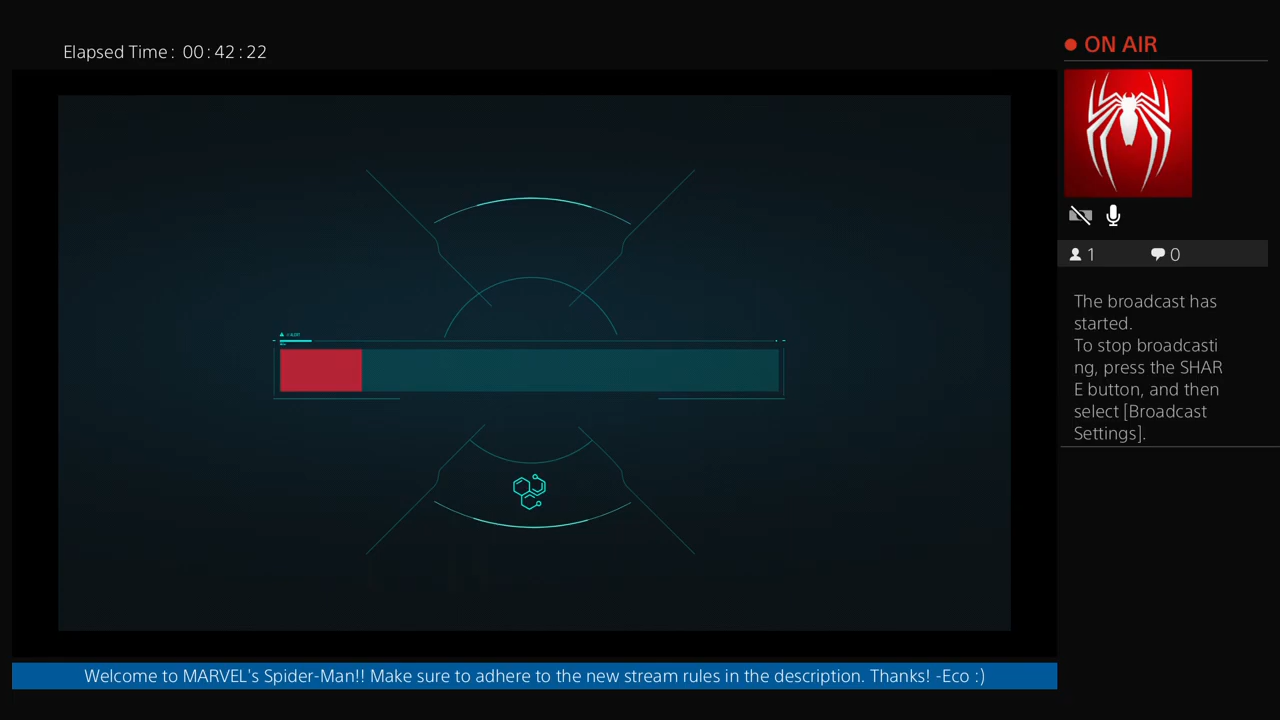 Elapsed Time: 00:42:22
ON AIR
1
0
The broadcast has
started.
To stop broadcasti
ng, press the SHAR
E button, and then
select [Broadcast
Settings].
Welcome to MARVEL's Spider-Man!! Make sure to adhere to the new stream rules in the description. Thanks! -Eco :)